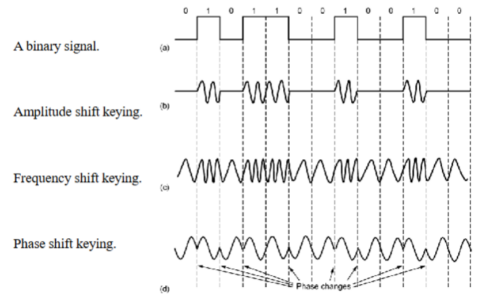 0 1 0 1 1 0 0 1 0 0 1 0 0
A binary signal.
(a)
(b)
Amplitude shift keying.
Frequency shift keying.
(c)
Phase shift keying.
Phase changes
(d)